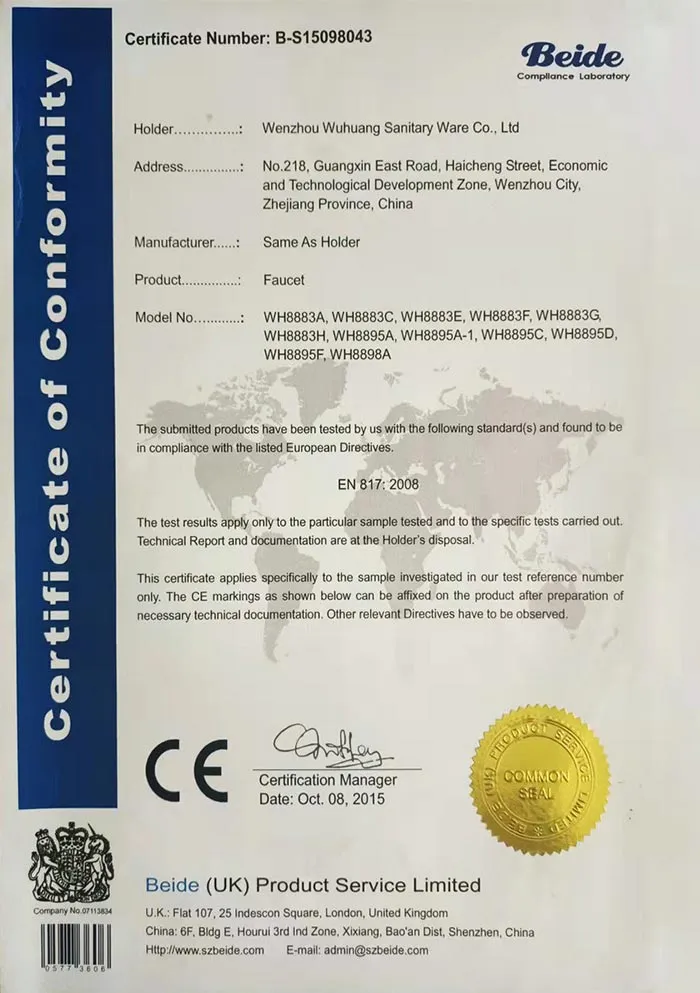 Certificate of Conformity
Certificate Number: B-S15098043
Beide
Compliance Laboratory
Holder...............: Wenzhou Wuhuang Sanitary Ware Co., Ltd
Address..............: No.218, Guangxin East Road, Haicheng Street, Economic
and Technological Development Zone, Wenzhou City,
Zhejiang Province, China
Manufacturer......: Same As Holder
Product..............: Faucet
Model No............: WH8883A, WH8883C, WH8883E, WH8883F, WH8883G,
WH8883H, WH8895A, WH8895A-1, WH8895C, WH8895D,
WH8895F, WH8898A
The submitted products have been tested by us with the following standard(s) and found to be
in compliance with the listed European Directives.
EN 817: 2008
The test results apply only to the particular sample tested and to the specific tests carried out.
Technical Report and documentation are at the Holder's disposal.
This certificate applies specifically to the sample investigated in our test reference number
only. The CE markings as shown below can be affixed on the product after preparation of
necessary technical documentation. Other relevant Directives have to be observed.
CE
Certification Manager
Date: Oct. 08, 2015
BEIDE (UK) PRODUCT SERVICE LIMITED
COMMON
SEAL
Company No.07113834
0577 3606
Beide (UK) Product Service Limited
U.K.: Flat 107, 25 Indescon Square, London, United Kingdom
China: 6F, Bldg E, Hourui 3rd Ind Zone, Xixiang, Bao'an Dist, Shenzhen, China
Http://www.szbeide.com E-mail: admin@szbeide.com